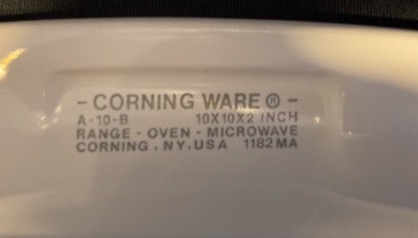 - CORNING WARE ® -
A-10-B 10X10X2 INCH
RANGE - OVEN - MICROWAVE
CORNING, NY. USA 1182MA